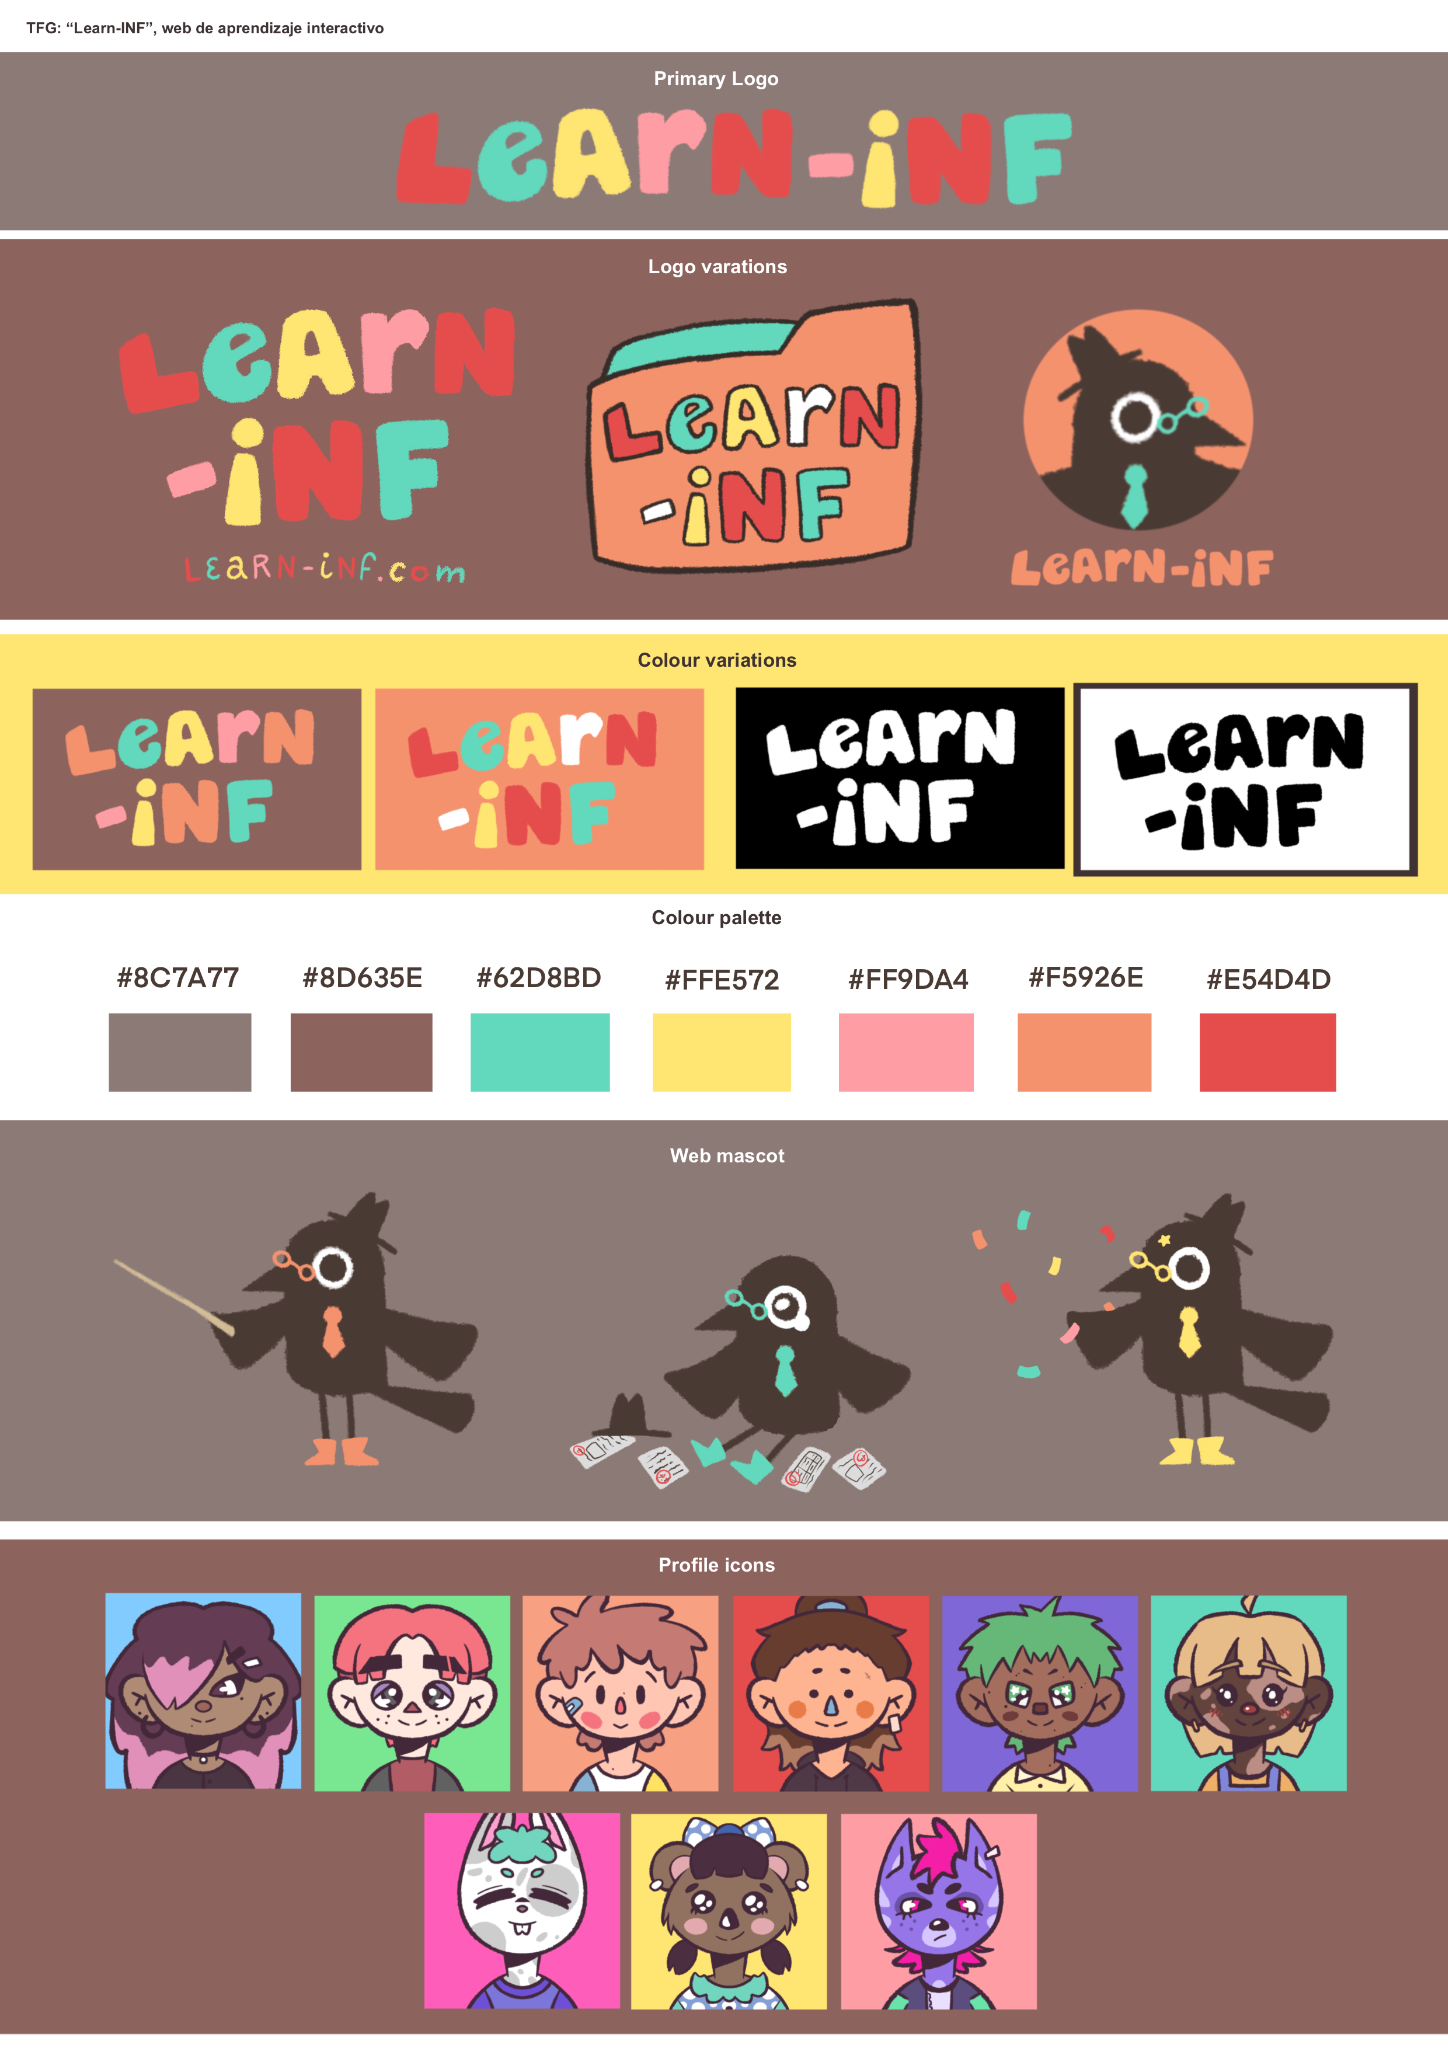 TFG: “Learn-INF”, web de aprendizaje interactivo
Primary Logo
LeArN-iNF
Logo varations
LeArN
-iNF
LEaRN-iNF.com
LeArN
-iNF
LeArN-iNF
Colour variations
LeArN
-iNF
LeArN
-iNF
LeArN
-iNF
LeArN
-iNF
Colour palette
#8C7A77
#8D635E
#62D8BD
#FFE572
#FF9DA4
#F5926E
#E54D4D
Web mascot
Profile icons